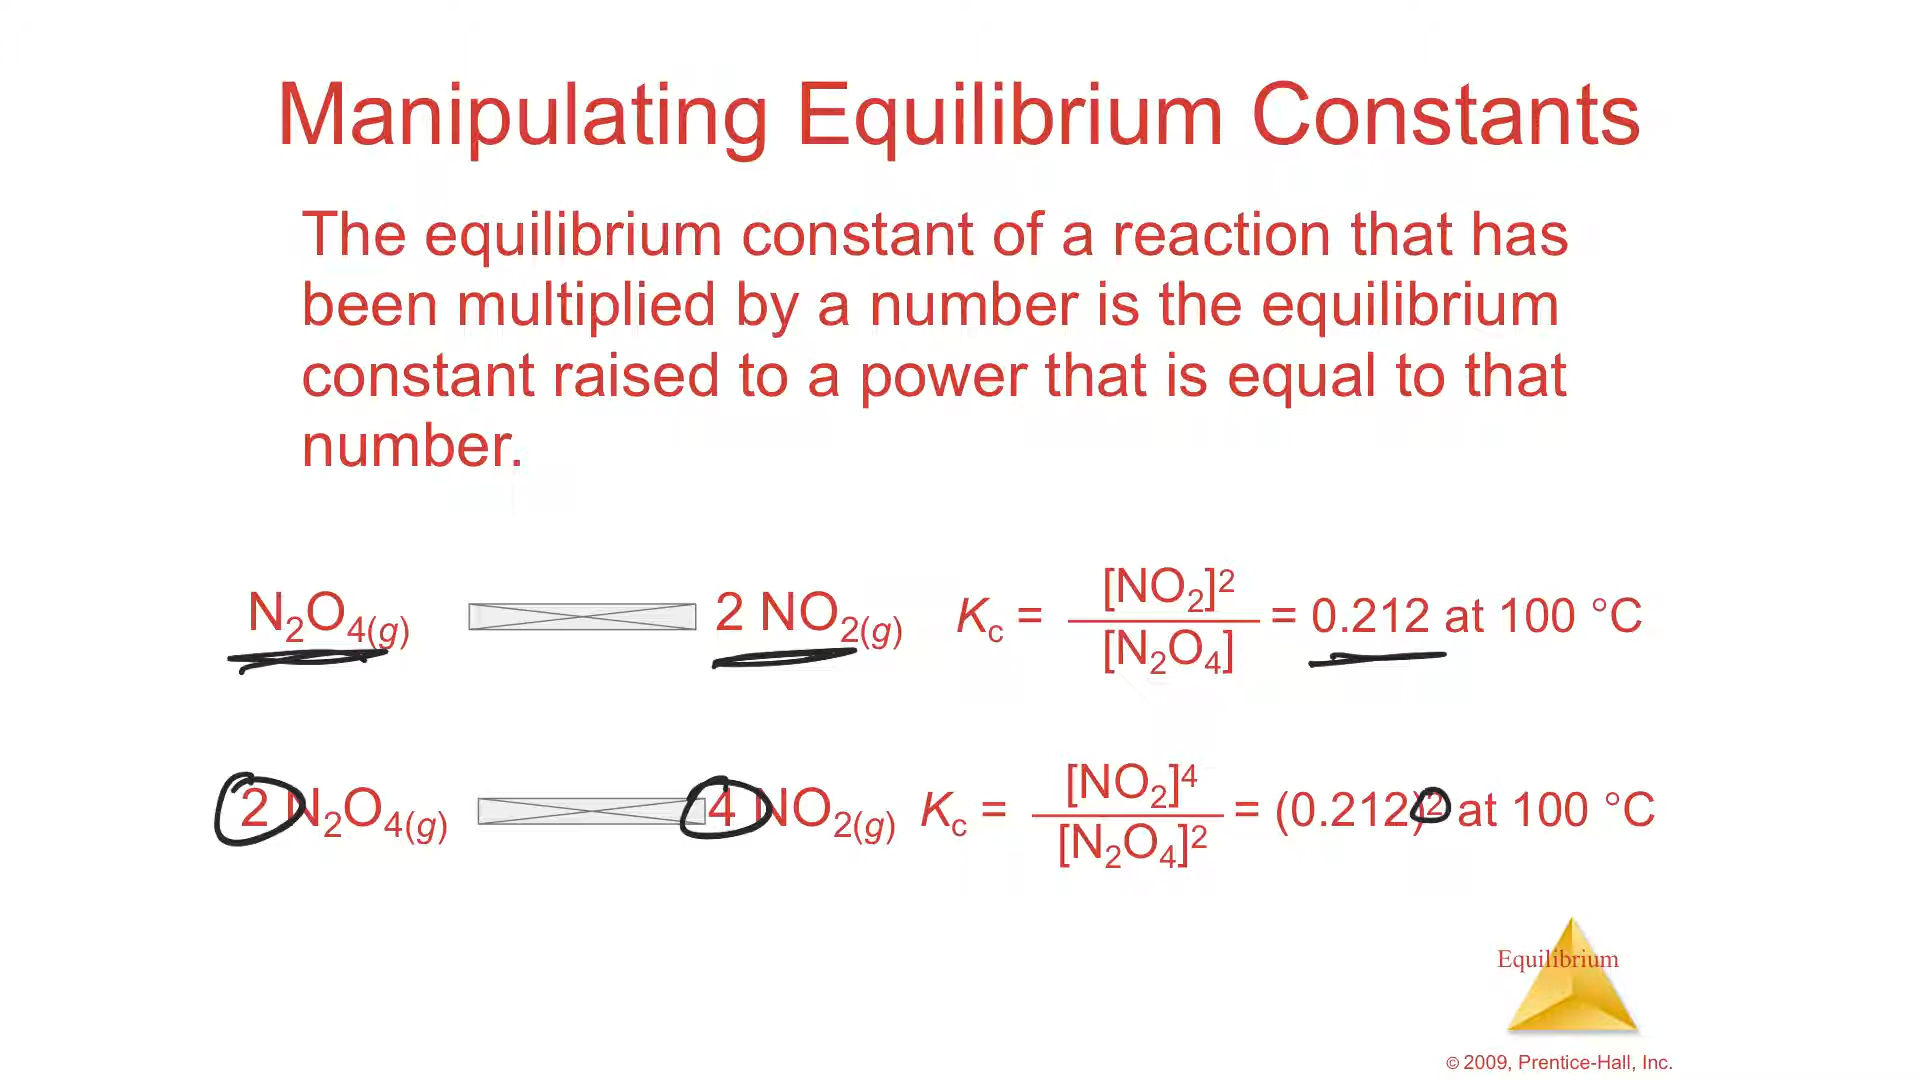 Manipulating Equilibrium Constants
The equilibrium constant of a reaction that has
been multiplied by a number is the equilibrium
constant raised to a power that is equal to that
number.
N₂O₄(g) 2 NO₂(g) Kc = [NO₂]² / [N₂O₄] = 0.212 at 100 °C
2 N₂O₄(g) 4 NO₂(g) Kc = [NO₂]⁴ / [N₂O₄]² = (0.212)² at 100 °C
Equilibrium
© 2009, Prentice-Hall, Inc.